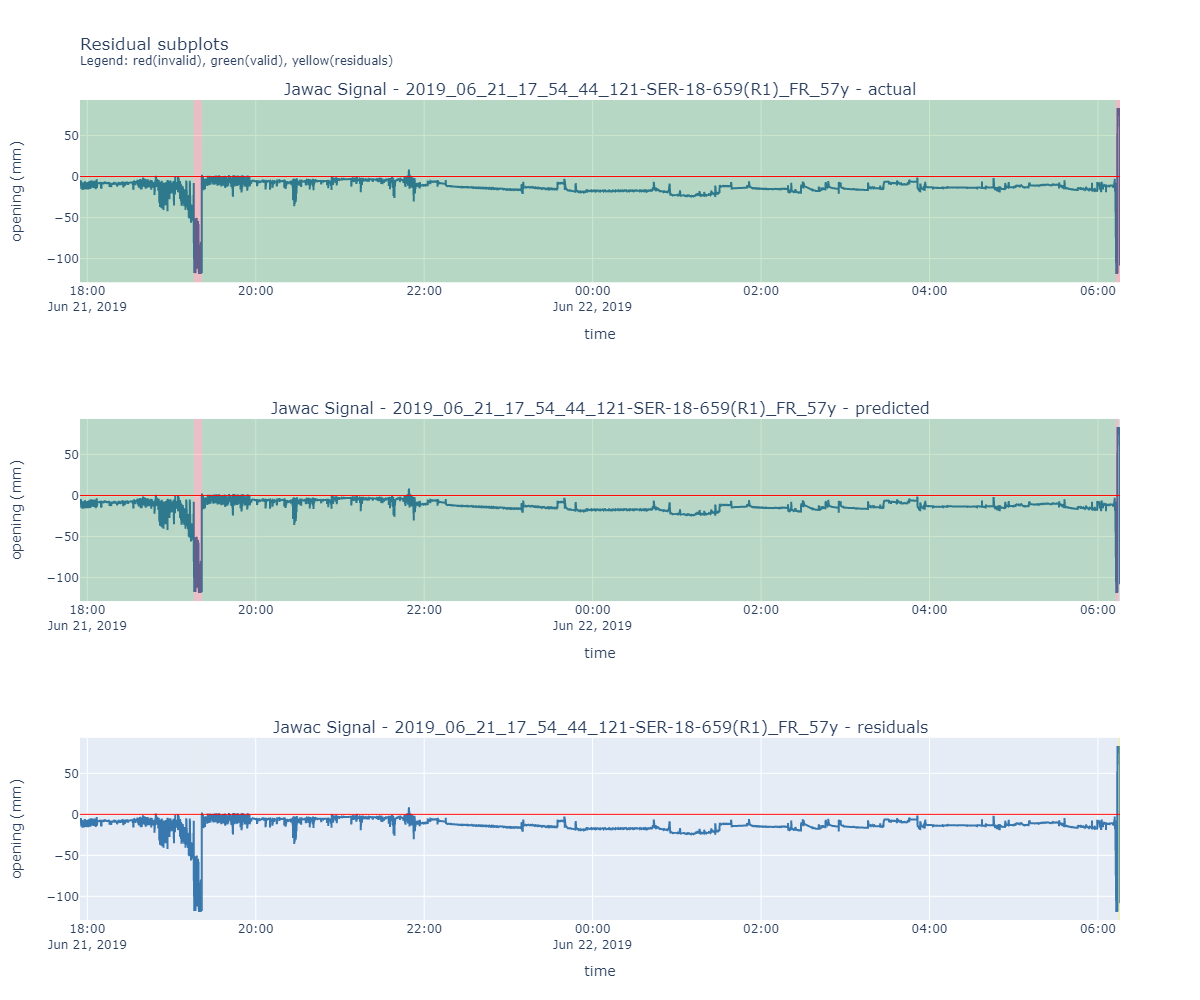 Residual subplots
Legend: red(invalid), green(valid), yellow(residuals)
Jawac Signal - 2019_06_21_17_54_44_121-SER-18-659(R1)_FR_57y - actual
opening (mm)
50
0
−50
−100
18:00 20:00 22:00 00:00 02:00 04:00 06:00
Jun 21, 2019 Jun 22, 2019
time
Jawac Signal - 2019_06_21_17_54_44_121-SER-18-659(R1)_FR_57y - predicted
opening (mm)
50
0
−50
−100
18:00 20:00 22:00 00:00 02:00 04:00 06:00
Jun 21, 2019 Jun 22, 2019
time
Jawac Signal - 2019_06_21_17_54_44_121-SER-18-659(R1)_FR_57y - residuals
opening (mm)
50
0
−50
−100
18:00 20:00 22:00 00:00 02:00 04:00 06:00
Jun 21, 2019 Jun 22, 2019
time